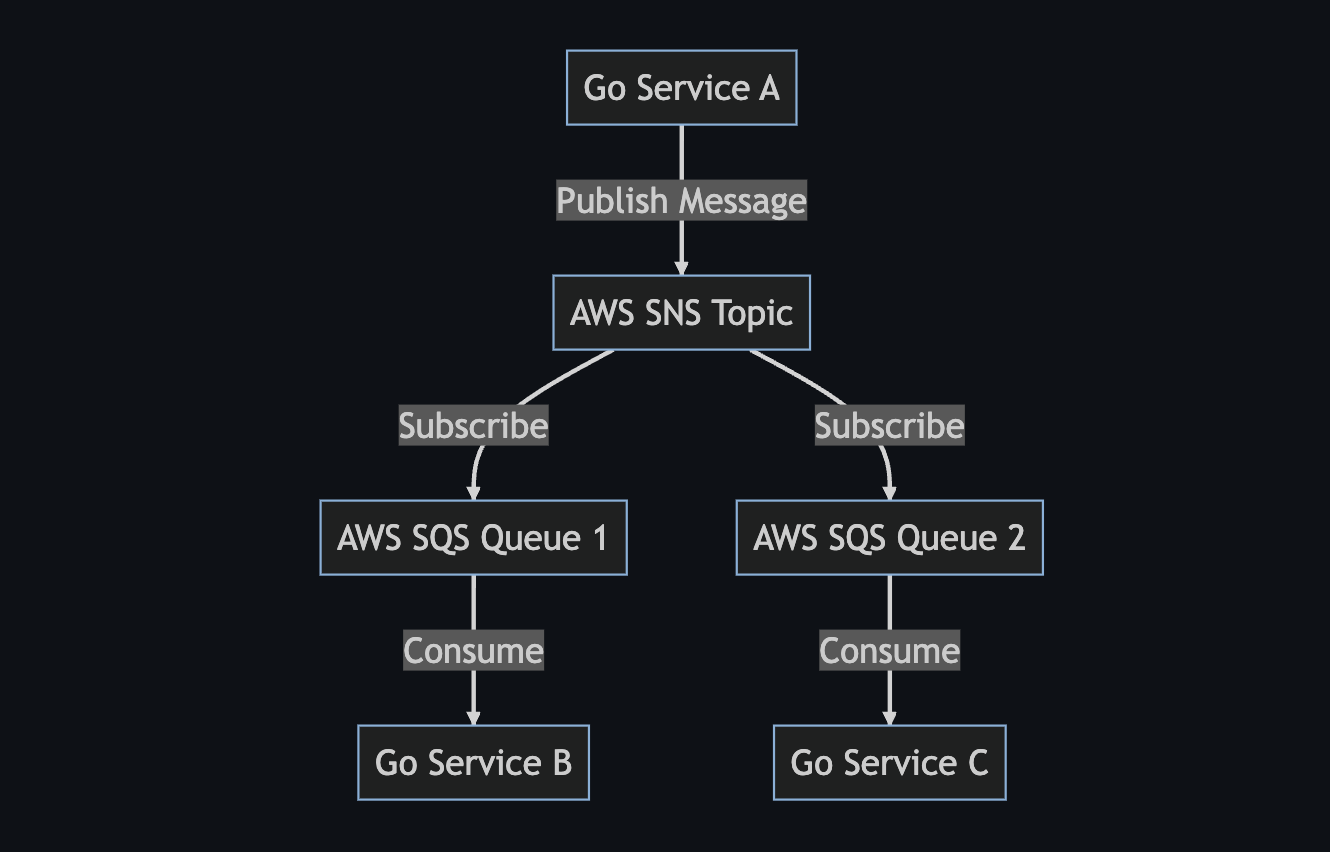 Go Service A
Publish Message
AWS SNS Topic
Subscribe
Subscribe
AWS SQS Queue 1
AWS SQS Queue 2
Consume
Consume
Go Service B
Go Service C